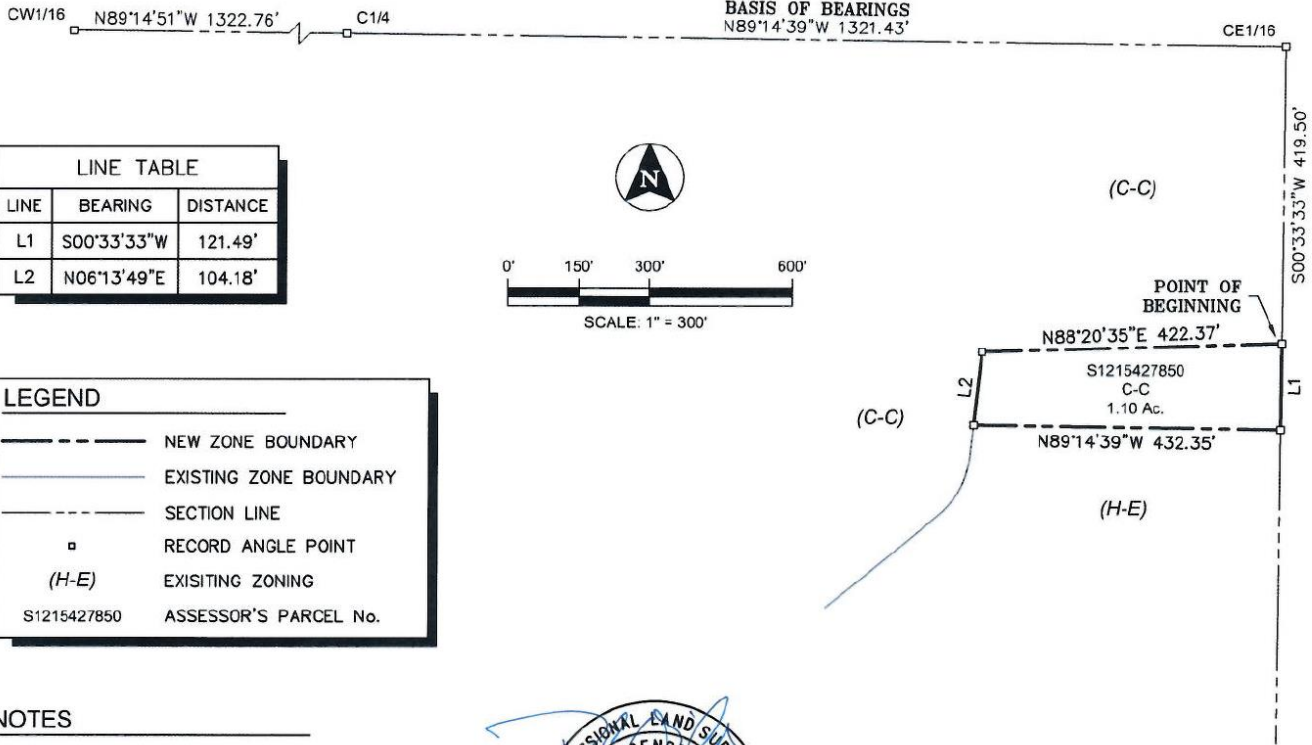 CW1/16
N89°14'51"W 1322.76'
C1/4
BASIS OF BEARINGS
N89°14'39"W 1321.43'
CE1/16
S00°33'33"W 419.50'
LINE TABLE
LINE BEARING DISTANCE
L1 S00°33'33"W 121.49'
L2 N06°13'49"E 104.18'
N
0' 150' 300' 600'
SCALE: 1" = 300'
(C-C)
POINT OF
BEGINNING
N88°20'35"E 422.37'
S1215427850
C-C
1.10 Ac.
L2
L1
(C-C)
N89°14'39"W 432.35'
(H-E)
LEGEND
NEW ZONE BOUNDARY
EXISTING ZONE BOUNDARY
SECTION LINE
RECORD ANGLE POINT
(H-E) EXISITING ZONING
S1215427850 ASSESSOR'S PARCEL No.
NOTES
LAND